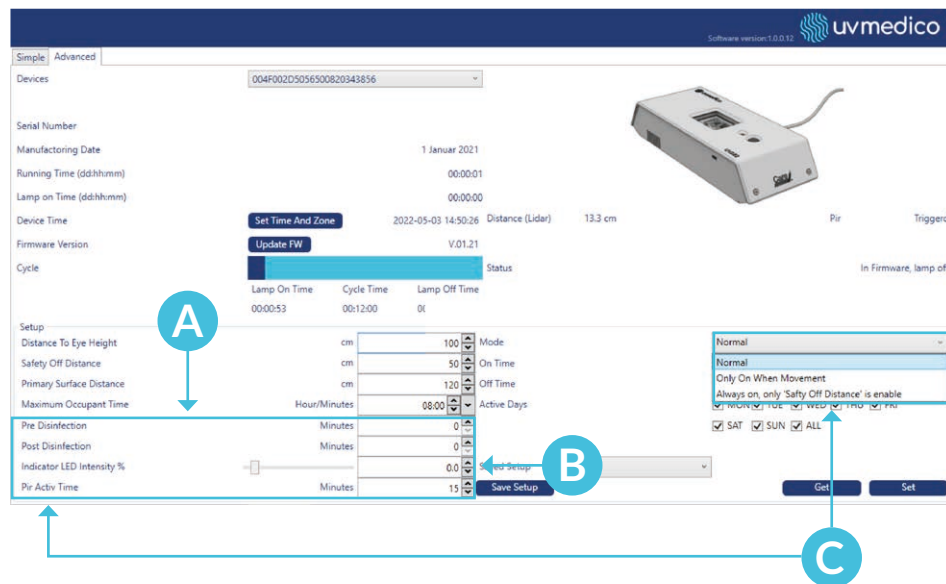 uvmedico
Software version:1.0.0.12
Simple Advanced
Devices 004F002D5056500820343856
Serial Number
Manufactoring Date 1 Januar 2021
Running Time (dd:hh:mm) 00:00:01
Lamp on Time (dd:hh:mm) 00:00:00
Device Time Set Time And Zone 2022-05-03 14:50:26 Distance (Lidar) 13.3 cm Pir
Firmware Version Update FW V.01.21
Cycle Status In Firmware, lamp of
Lamp On Time Cycle Time Lamp Off Time
00:00:53 00:12:00
A
Setup
Distance To Eye Height cm 100 Mode Normal
Safety Off Distance cm 50 On Time Normal
Primary Surface Distance cm 120 Off Time Only On When Movement
Always on, only 'Safty Off Distance' is enable
Maximum Occupant Time Hour/Minutes 08:00 Active Days MON TUE WED THU FRI
Pre Disinfection Minutes 0 SAT SUN ALL
Post Disinfection Minutes 0
Indicator LED Intensity % 0.0 B Setup
Pir Activ Time Minutes 15 Save Setup Get Set
C